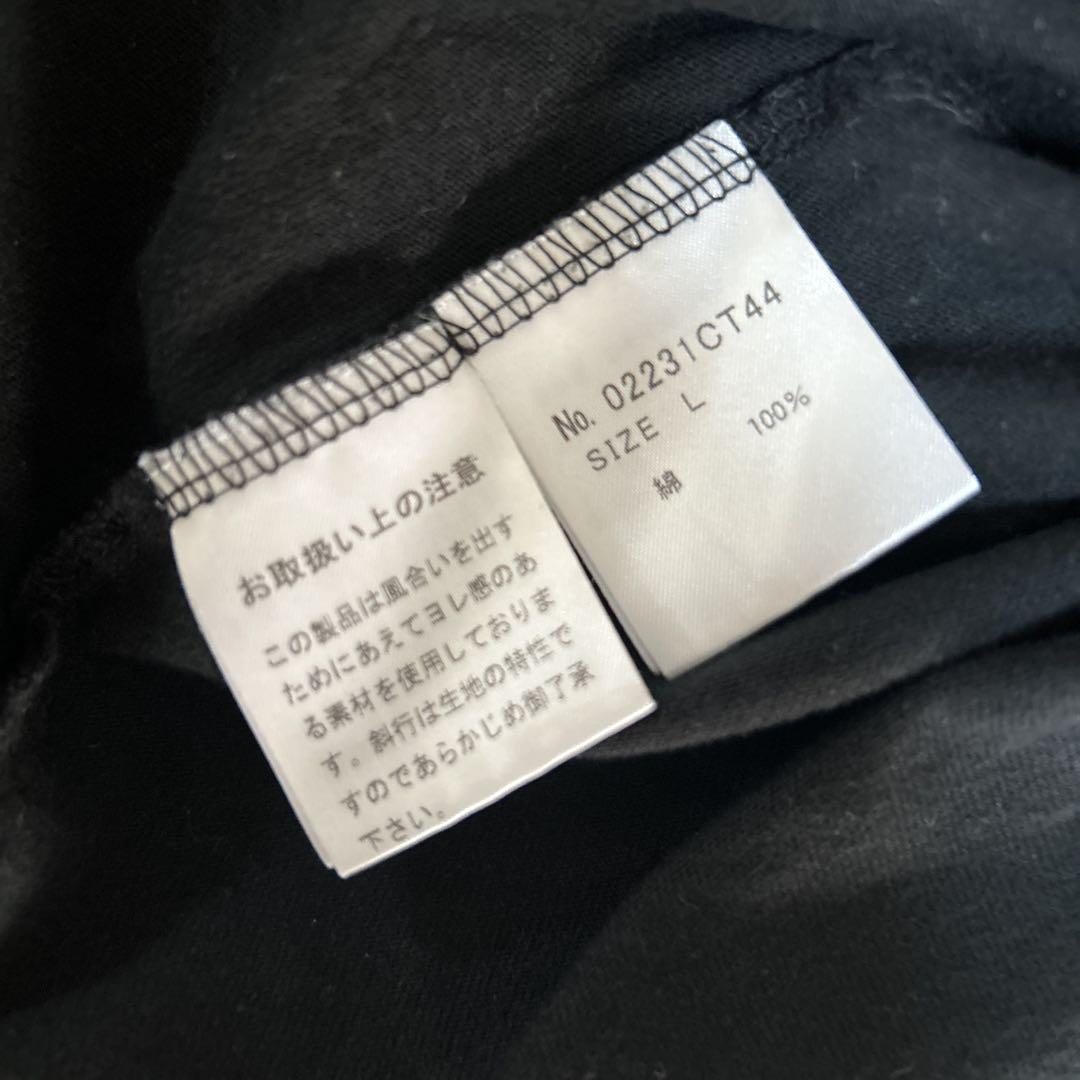 お取扱い上の注意
この製品は風合いを出す
ためにあえてヨレ感のあ
る素材を使用しておりま
す。斜行は生地の特性で
すのであらかじめ御了承
下さい。
No. 02231CT44
SIZE L
綿 100%